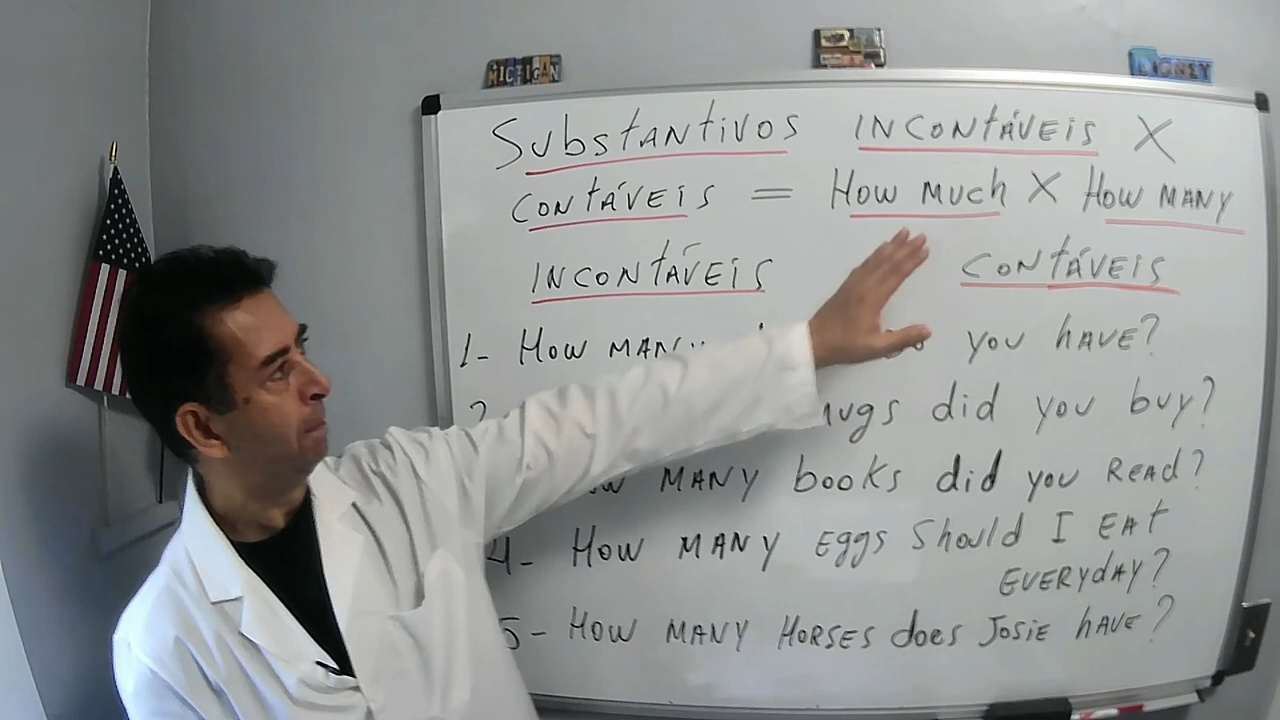 MICHIGAN
DISNEY
SUBSTANTIVOS INCONTÁVEIS X
CONTÁVEIS = HOW MUCH X HOW MANY
INCONTÁVEIS CONTÁVEIS
1- HOW MANY YOU HAVE?
mugs did you buy?
MANY books did you READ?
4- HOW MANY EGGS Should I EAT
EVERYdAY?
5- HOW MANY HORSES does JOSIE hAVE?